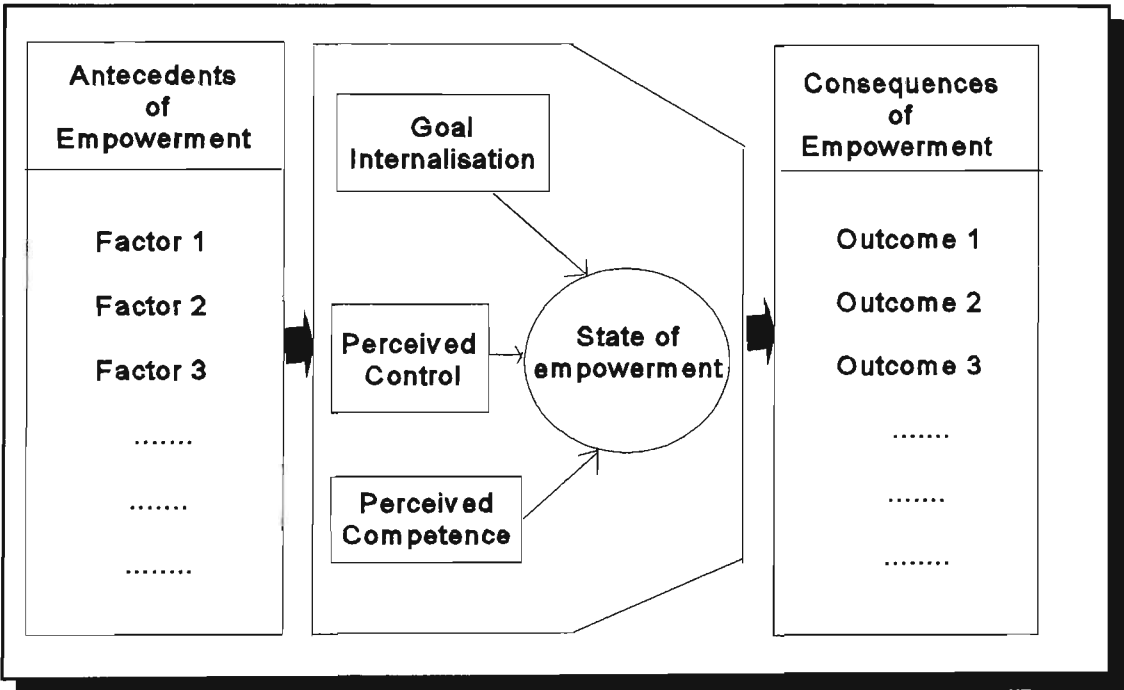 Antecedents
of
Empowerment
Factor 1
Factor 2
Factor 3
.......
.......
........
Goal
Internalisation
Perceived
Control
Perceived
Competence
State of
empowerment
Consequences
of
Empowerment
Outcome 1
Outcome 2
Outcome 3
.......
.......
........